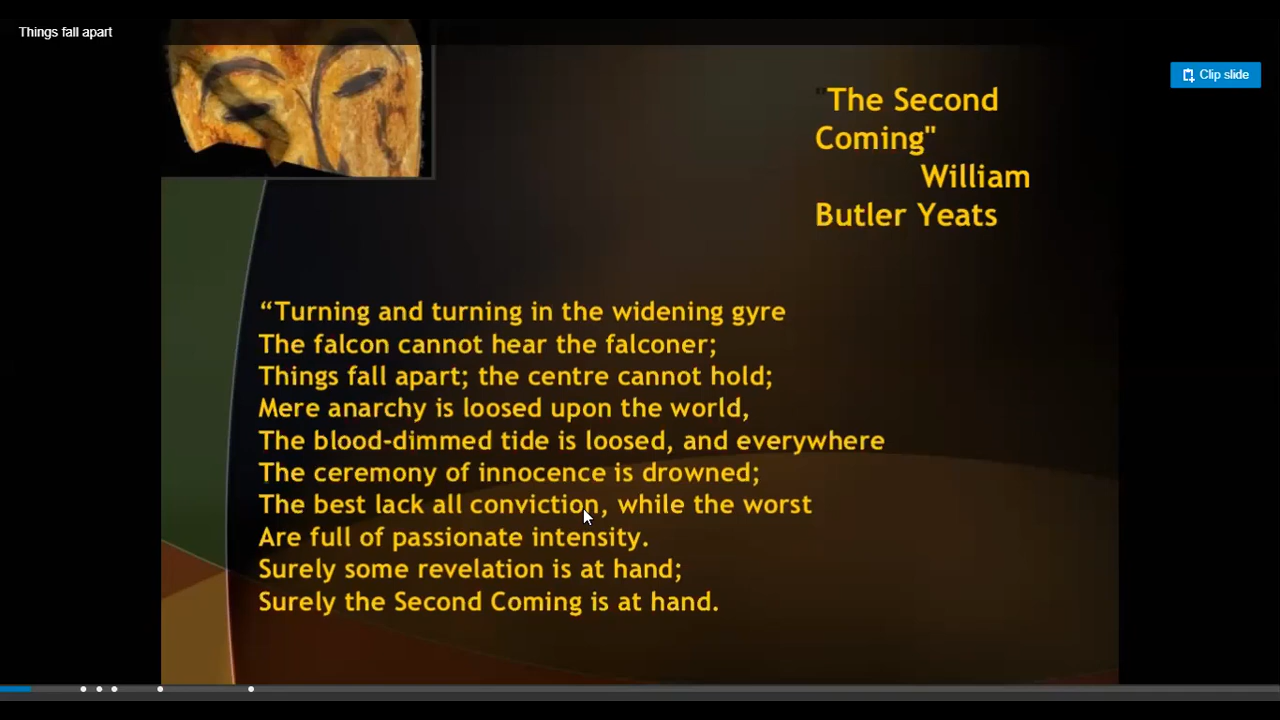 Things fall apart
Clip slide
"The Second
Coming"
William
Butler Yeats
“Turning and turning in the widening gyre
The falcon cannot hear the falconer;
Things fall apart; the centre cannot hold;
Mere anarchy is loosed upon the world,
The blood-dimmed tide is loosed, and everywhere
The ceremony of innocence is drowned;
The best lack all conviction, while the worst
Are full of passionate intensity.
Surely some revelation is at hand;
Surely the Second Coming is at hand.